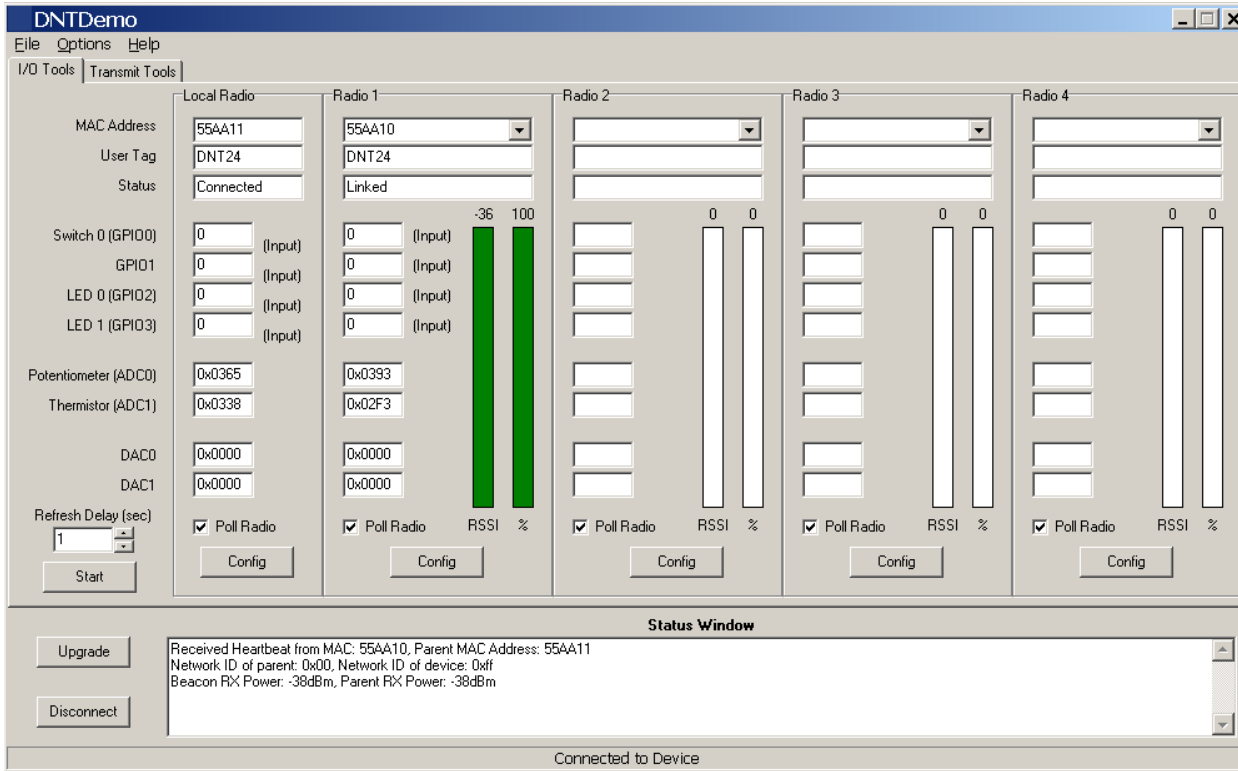 DNTDemo
File Options Help
I/O Tools Transmit Tools
Local Radio Radio 1 Radio 2 Radio 3 Radio 4
MAC Address 55AA11 55AA10
User Tag DNT24 DNT24
Status Connected Linked
-36 100 0 0 0 0 0 0
Switch 0 (GPIO0) 0 (Input) 0 (Input)
GPIO1 0 (Input) 0 (Input)
LED 0 (GPIO2) 0 (Input) 0 (Input)
LED 1 (GPIO3) 0 (Input) 0 (Input)
Potentiometer (ADC0) 0x0365 0x0393
Thermistor (ADC1) 0x0338 0x02F3
DAC0 0x0000 0x0000
DAC1 0x0000 0x0000
Refresh Delay (sec)
1 Poll Radio Poll Radio RSSI % Poll Radio RSSI % Poll Radio RSSI % Poll Radio RSSI %
Start Config Config Config Config Config
Status Window
Upgrade
Received Heartbeat from MAC: 55AA10, Parent MAC Address: 55AA11
Network ID of parent: 0x00, Network ID of device: 0xff
Beacon RX Power: -38dBm, Parent RX Power: -38dBm
Disconnect
Connected to Device